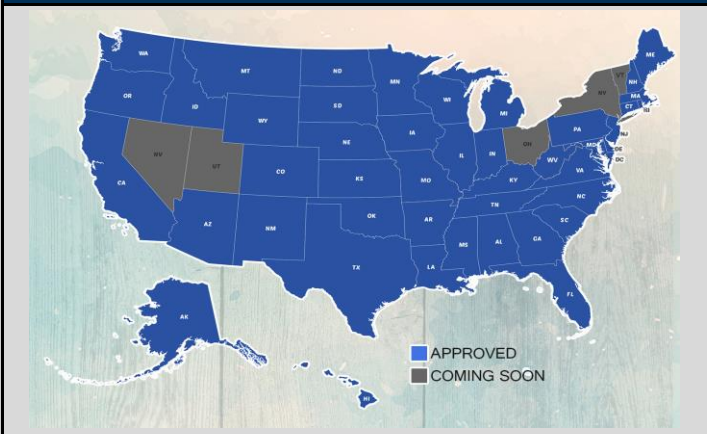 WA
ME
MT
ND
VT
MN
NH
OR
NY
MA
WI
ID
SD
CT
RI
MI
WY
PA
IA
NJ
NE
OH
MD
IL
IN
DE
NV
UT
DC
WV
CO
VA
KS
MO
KY
CA
NC
TN
OK
AR
SC
AZ
NM
GA
MS
AL
TX
LA
FL
AK
APPROVED
COMING SOON
HI